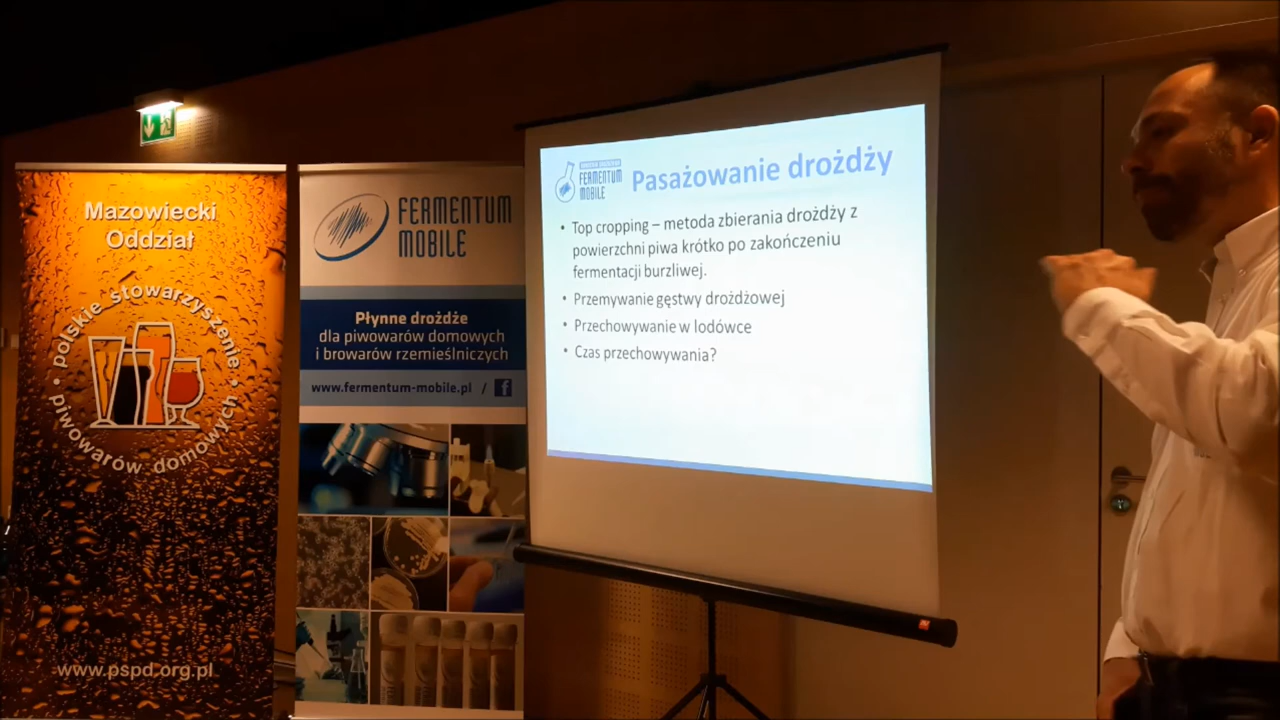 Mazowiecki
Oddział
polskie stowarzyszenie
piwowarów domowych
www.pspd.org.pl
FERMENTUM
MOBILE
Płynne drożdże
dla piwowarów domowych
i browarów rzemieślniczych
www.fermentum-mobile.pl / f
FERMENTUM
MOBILE
Pasażowanie drożdży
• Top cropping – metoda zbierania drożdży z
powierzchni piwa krótko po zakończeniu
fermentacji burzliwej.
• Przemywanie gęstwy drożdżowej
• Przechowywanie w lodówce
• Czas przechowywania?